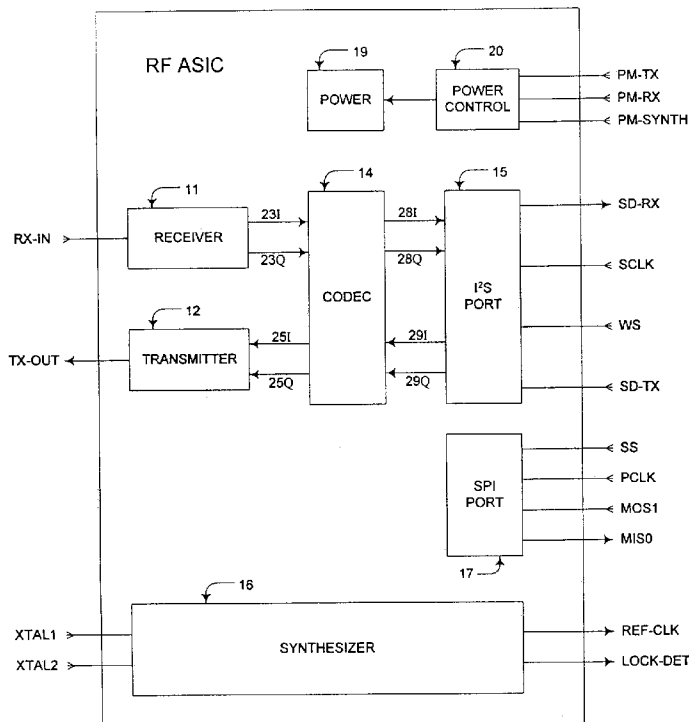 RF ASIC
19
20
POWER
POWER
CONTROL
PM-TX
PM-RX
PM-SYNTH
11
14
15
RX-IN
RECEIVER
23I
23Q
CODEC
28I
28Q
I²S
PORT
SD-RX
SCLK
WS
SD-TX
12
TX-OUT
TRANSMITTER
25I
25Q
29I
29Q
SPI
PORT
17
SS
PCLK
MOS1
MIS0
16
XTAL1
XTAL2
SYNTHESIZER
REF-CLK
LOCK-DET